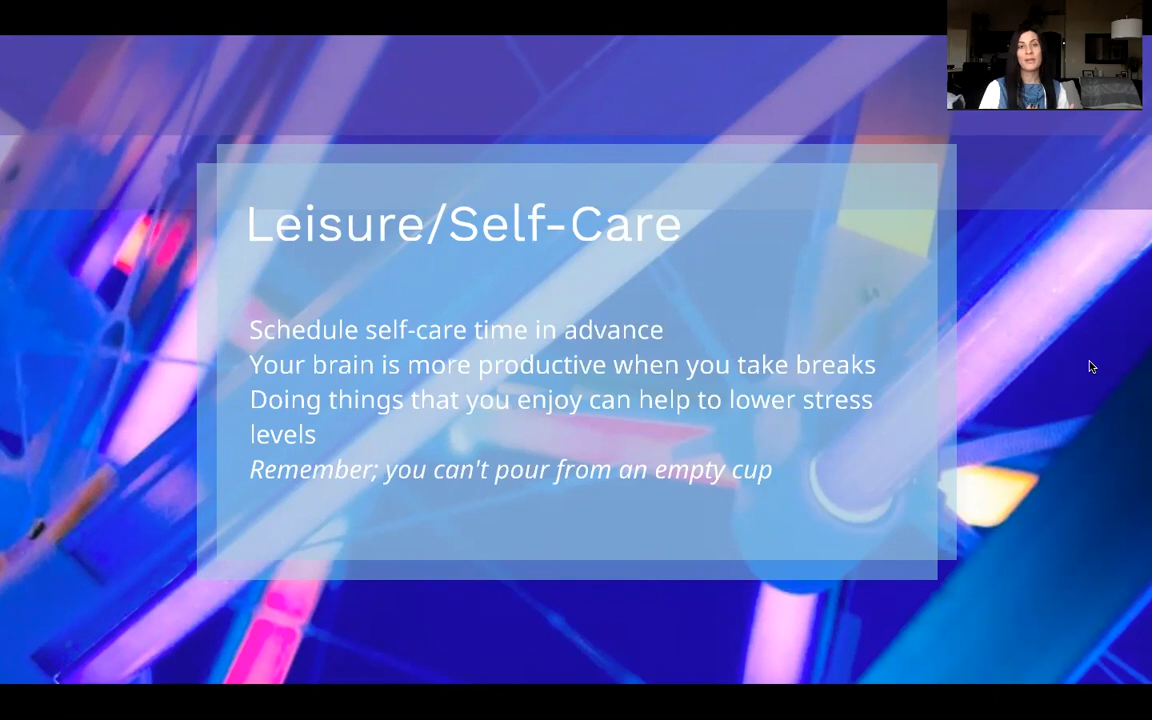 Leisure/Self-Care
Schedule self-care time in advance
Your brain is more productive when you take breaks
Doing things that you enjoy can help to lower stress
levels
Remember; you can't pour from an empty cup